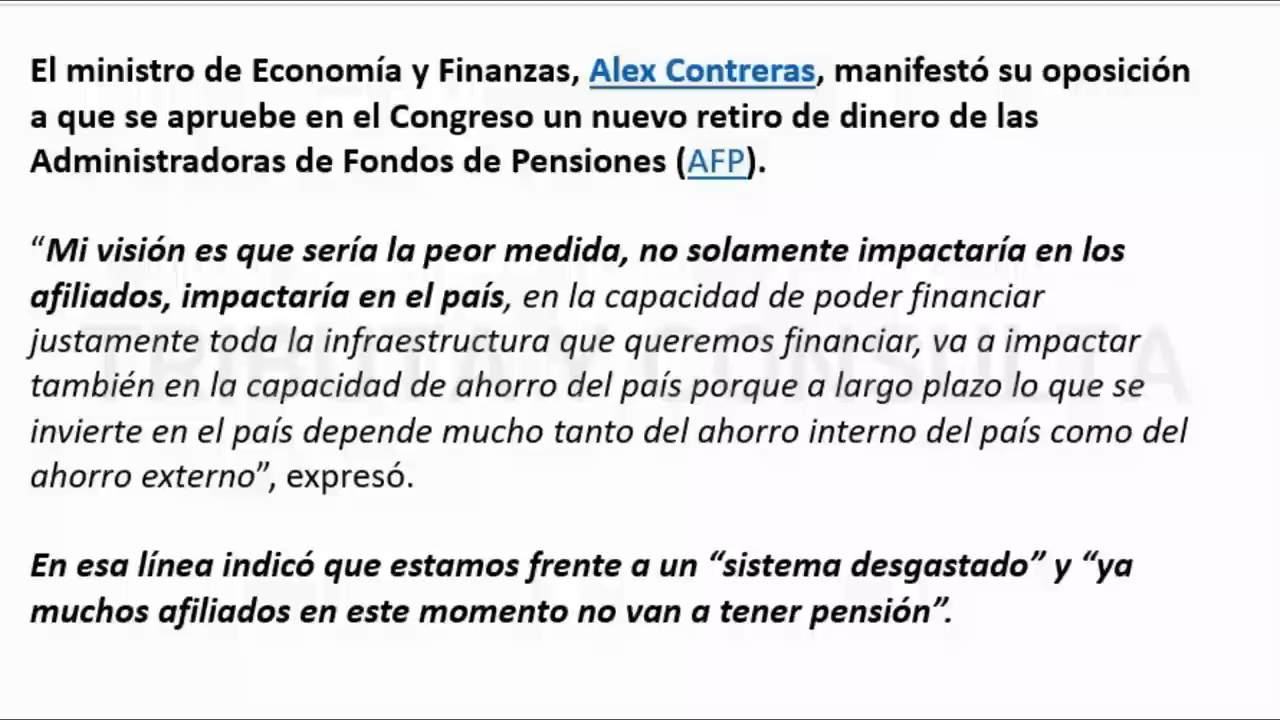 El ministro de Economía y Finanzas, Alex Contreras, manifestó su oposición
a que se apruebe en el Congreso un nuevo retiro de dinero de las
Administradoras de Fondos de Pensiones (AFP).
“Mi visión es que sería la peor medida, no solamente impactaría en los
afiliados, impactaría en el país, en la capacidad de poder financiar
justamente toda la infraestructura que queremos financiar, va a impactar
también en la capacidad de ahorro del país porque a largo plazo lo que se
invierte en el país depende mucho tanto del ahorro interno del país como del
ahorro externo”, expresó.
En esa línea indicó que estamos frente a un “sistema desgastado” y “ya
muchos afiliados en este momento no van a tener pensión”.
TRIBUTA Y CONSULTA